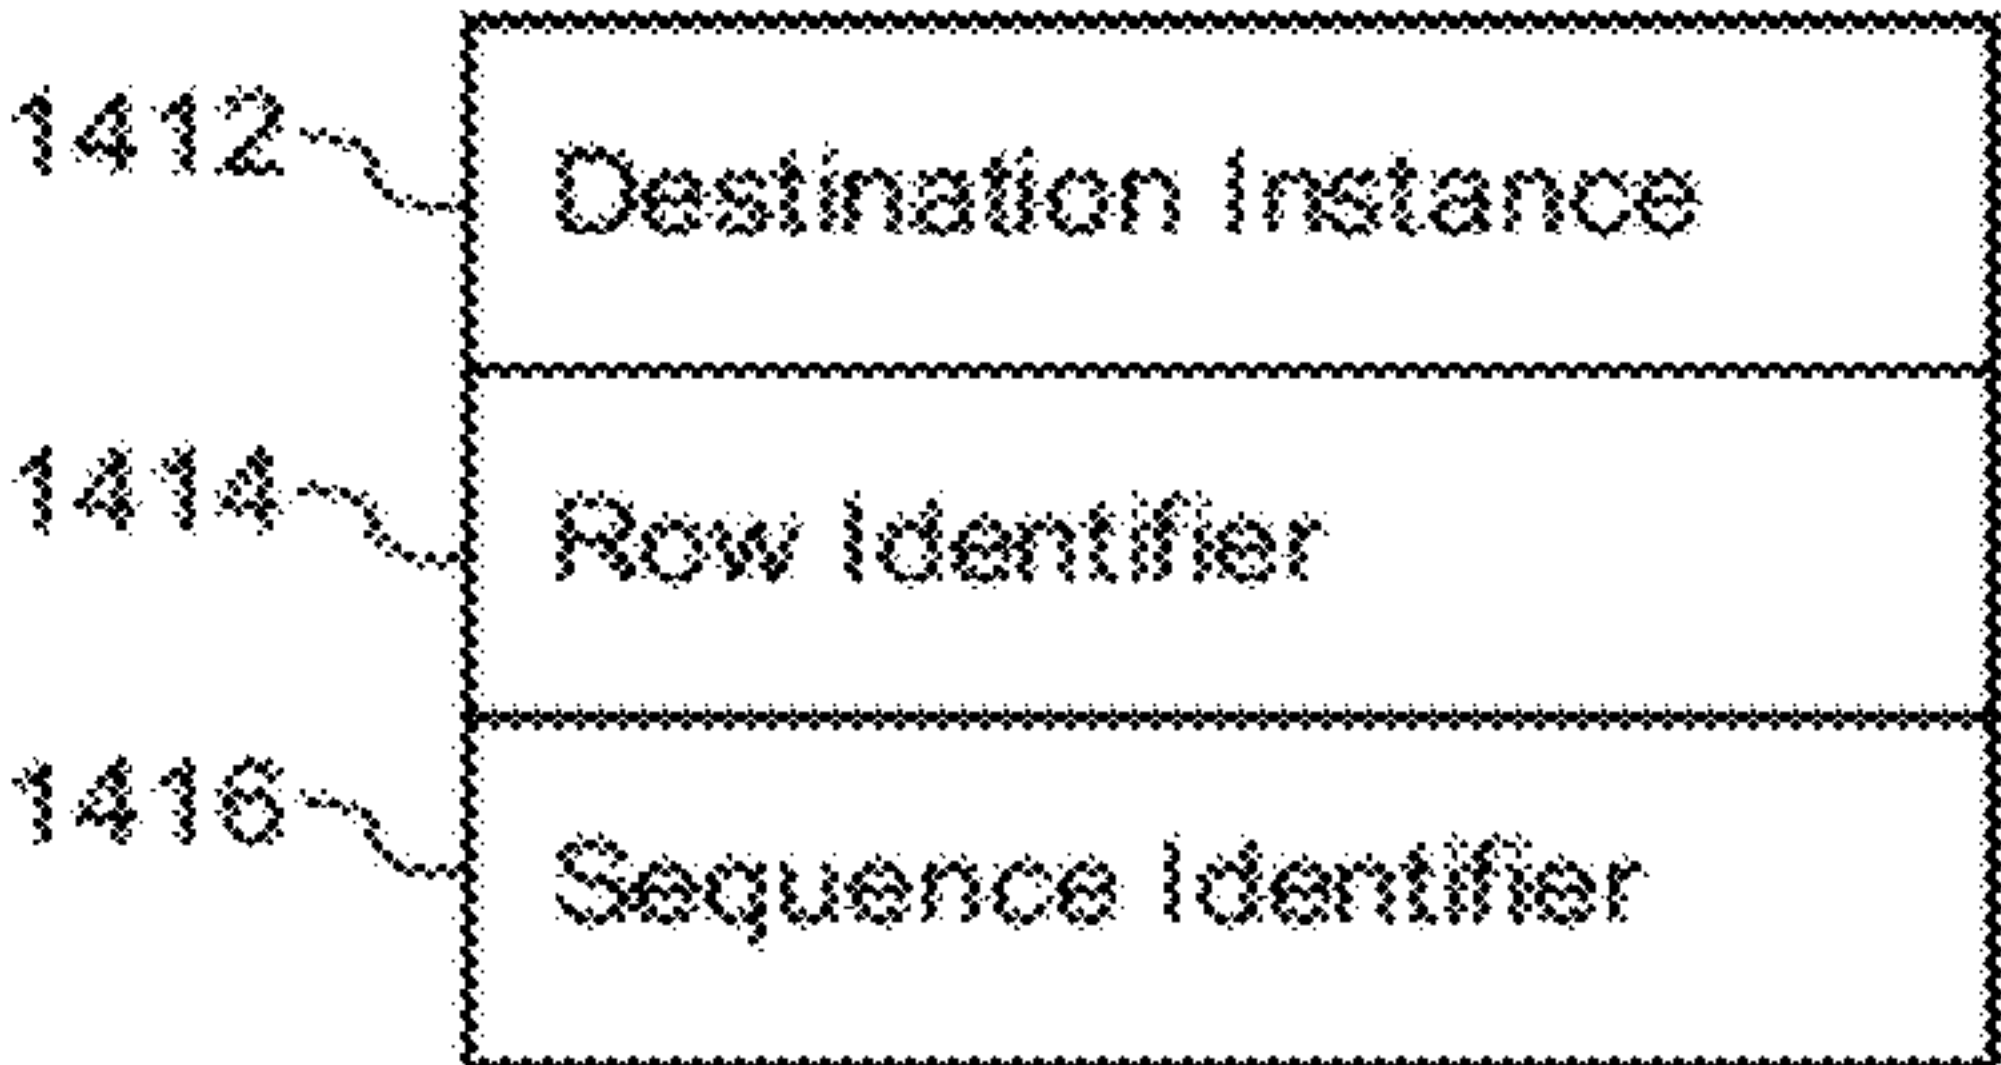 1412 Destination Instance
1414 Row Identifier
1416 Sequence Identifier